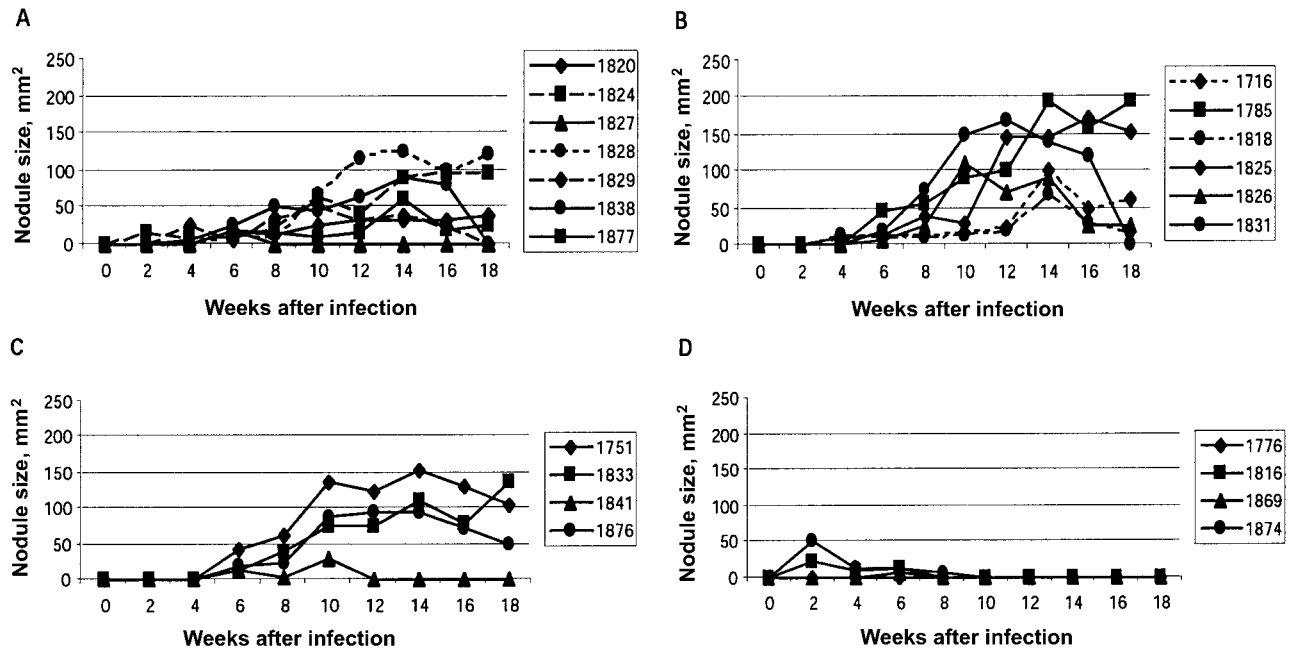 A
Nodule size, mm²
250
200
150
100
50
0
0 2 4 6 8 10 12 14 16 18
Weeks after infection
1820
1824
1827
1828
1829
1838
1877
B
Nodule size, mm²
250
200
150
100
50
0
0 2 4 6 8 10 12 14 16 18
Weeks after infection
1716
1785
1818
1825
1826
1831
C
Nodule size, mm²
250
200
150
100
50
0
0 2 4 6 8 10 12 14 16 18
Weeks after infection
1751
1833
1841
1876
D
Nodule size, mm²
250
200
150
100
50
0
0 2 4 6 8 10 12 14 16 18
Weeks after infection
1776
1816
1869
1874